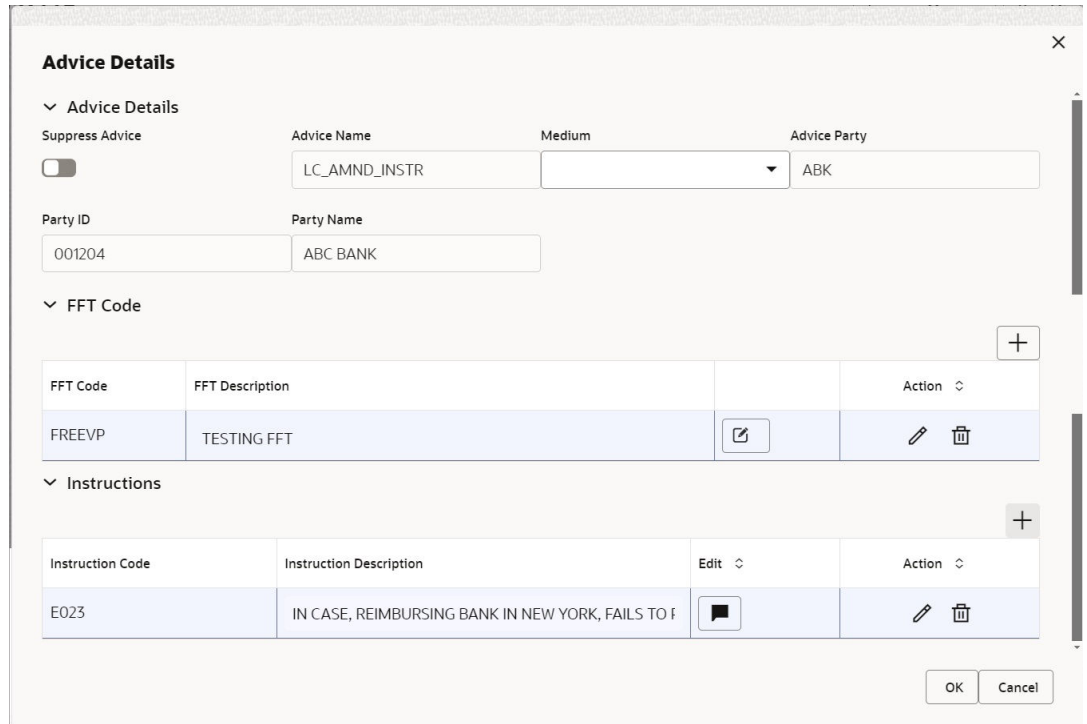 Advice Details
Advice Details
Suppress Advice Advice Name Medium Advice Party
LC_AMND_INSTR ABK
Party ID Party Name
001204 ABC BANK
FFT Code
FFT Code FFT Description Action
FREEVP TESTING FFT
Instructions
Instruction Code Instruction Description Edit Action
E023 IN CASE, REIMBURSING BANK IN NEW YORK, FAILS TO
OK Cancel